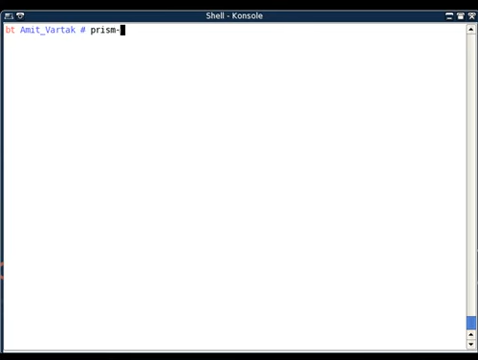 Shell - Konsole
bt Amit_Vartak # prism-